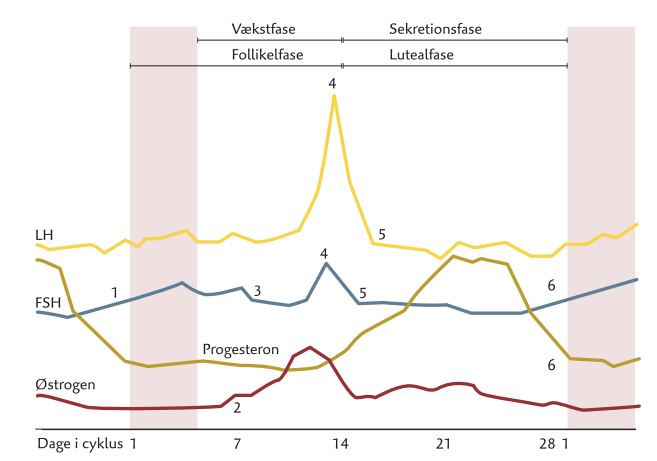 Vækstfase Sekretionsfase
Follikelfase Lutealfase
4
LH
5
4
1
3
5
6
FSH
Progesteron
6
Østrogen
2
Dage i cyklus 1 7 14 21 28 1